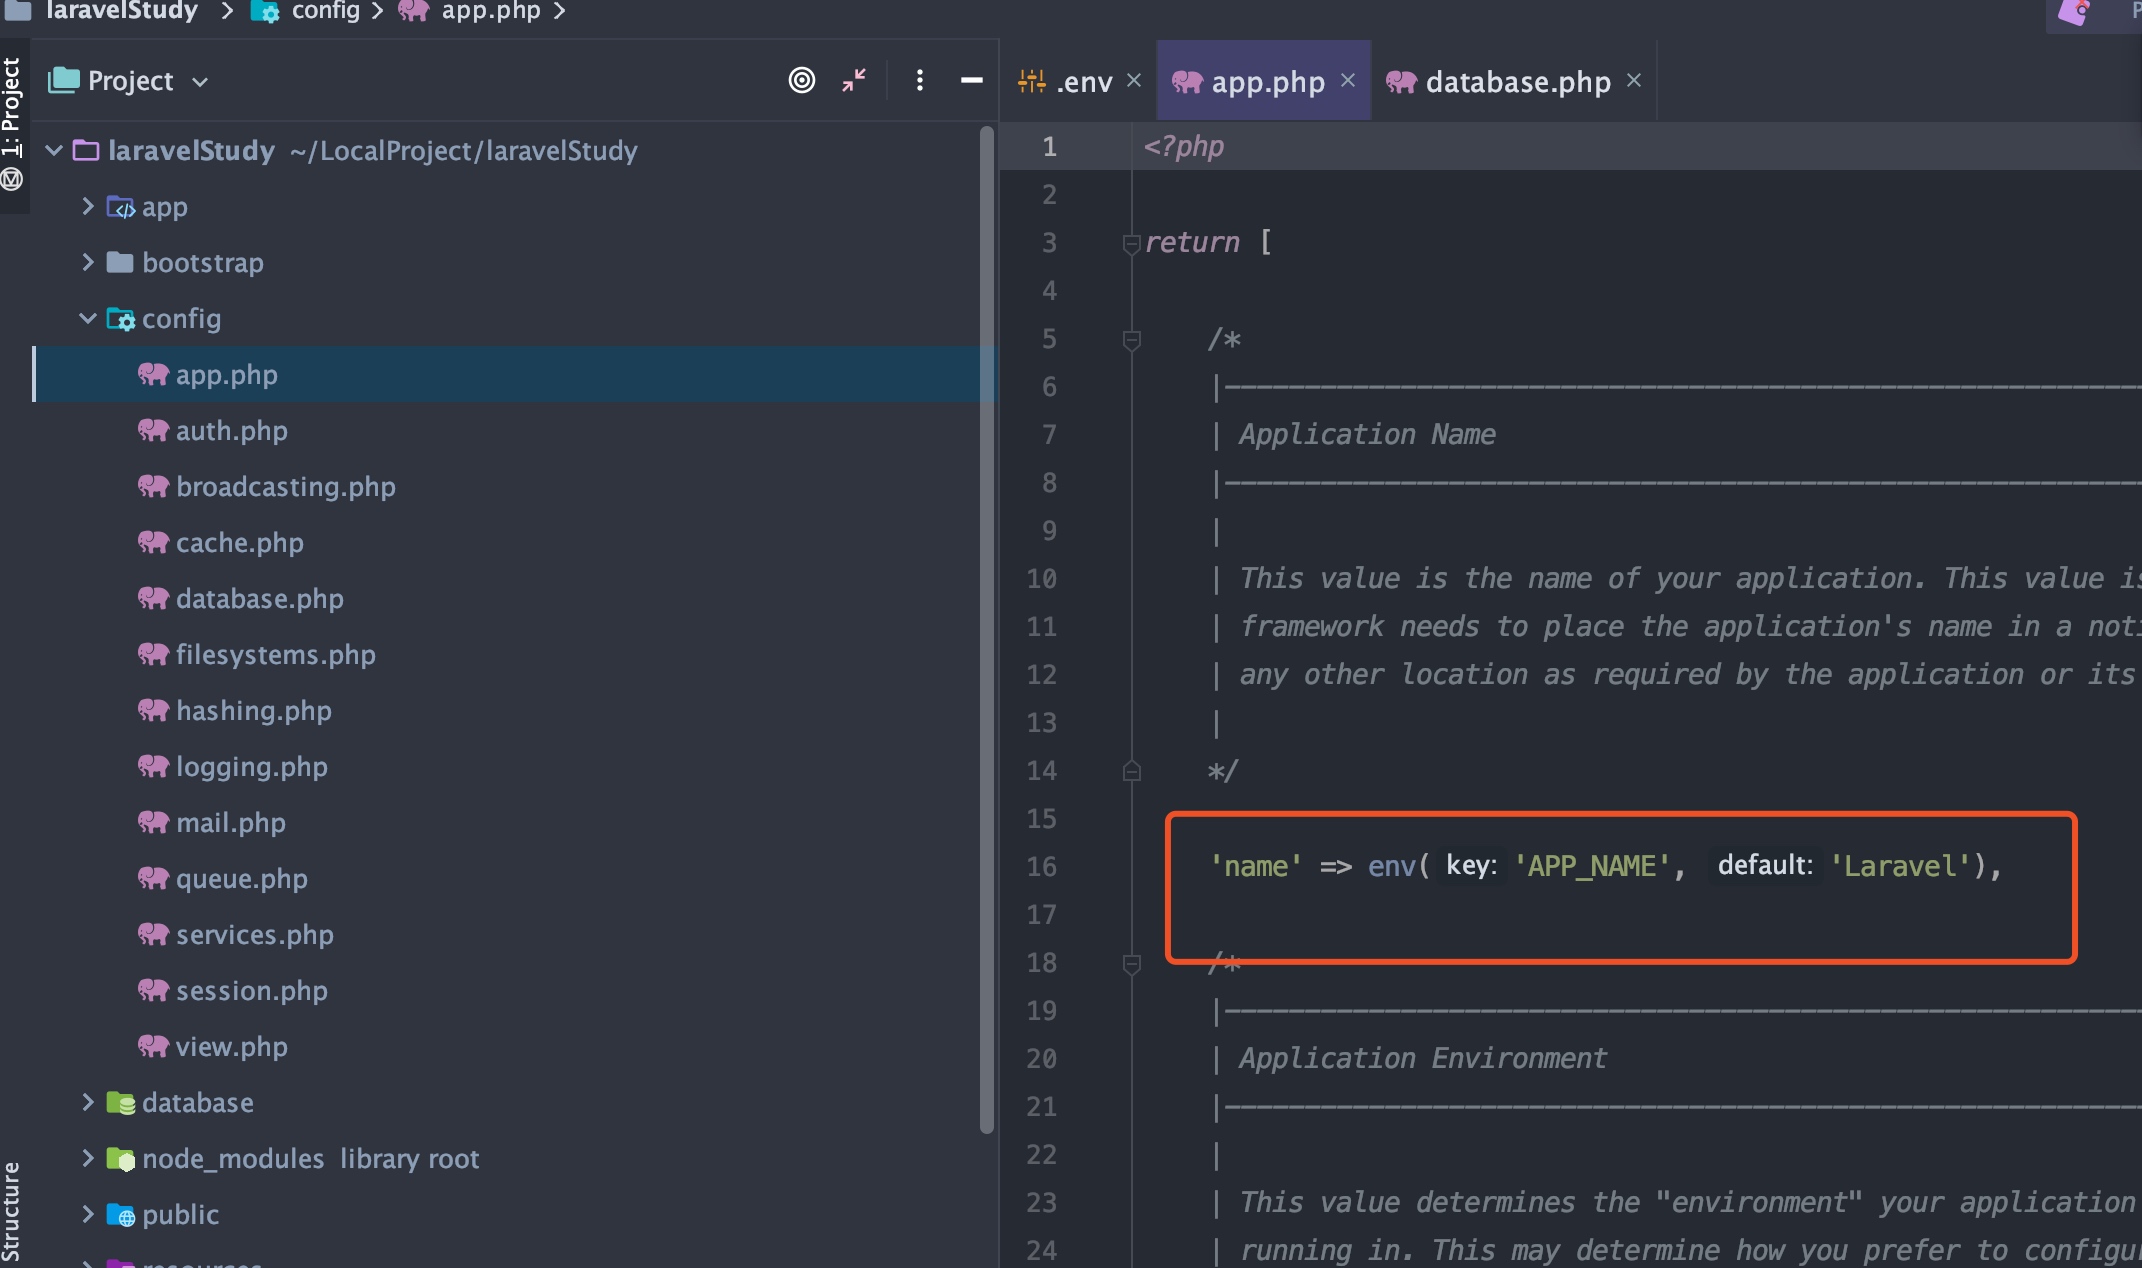 laravelStudy > config > app.php >
1: Project
Project
laravelStudy ~/LocalProject/laravelStudy
app
bootstrap
config
app.php
auth.php
broadcasting.php
cache.php
database.php
filesystems.php
hashing.php
logging.php
mail.php
queue.php
services.php
session.php
view.php
database
node_modules library root
public
resources
Structure
.env × app.php × database.php ×
1 <?php
2
3 return [
4
5 /*
6 |--------------------------------------------------------------------------
7 | Application Name
8 |--------------------------------------------------------------------------
9 |
10 | This value is the name of your application. This value is
11 | framework needs to place the application's name in a noti
12 | any other location as required by the application or its
13 |
14 */
15
16 'name' => env( key: 'APP_NAME', default: 'Laravel'),
17
18 /*
19 |--------------------------------------------------------------------------
20 | Application Environment
21 |--------------------------------------------------------------------------
22 |
23 | This value determines the "environment" your application
24 | running in. This may determine how you prefer to configu